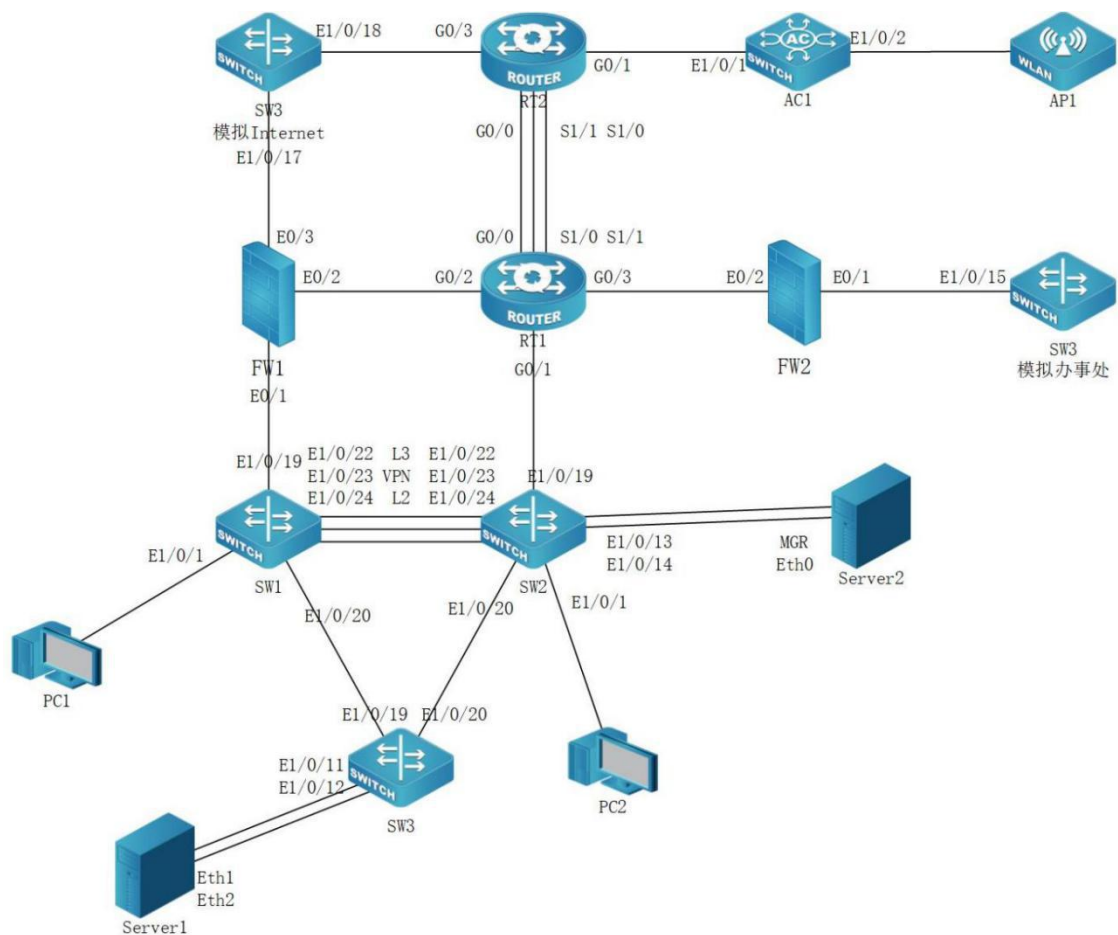 E1/0/18
G0/3
E1/0/2
SWITCH
ROUTER
G0/1
E1/0/1
AC
SWITCH
WLAN
SW3
RT2
AC1
AP1
模拟Internet
G0/0
S1/1 S1/0
E1/0/17
E0/3
G0/0
S1/0 S1/1
E0/2
G0/2
G0/3
E0/2
E0/1
E1/0/15
ROUTER
SWITCH
RT1
SW3
FW1
G0/1
FW2
模拟办事处
E0/1
E1/0/19
E1/0/22 L3 E1/0/22
E1/0/23 VPN E1/0/23
E1/0/24 L2 E1/0/24
E1/0/19
SWITCH
SWITCH
E1/0/13
E1/0/14
MGR
Eth0
Server2
E1/0/1
SW1
SW2
E1/0/1
E1/0/20
E1/0/20
PC1
E1/0/19
E1/0/20
E1/0/11
E1/0/12
SWITCH
SW3
PC2
Eth1
Eth2
Server1